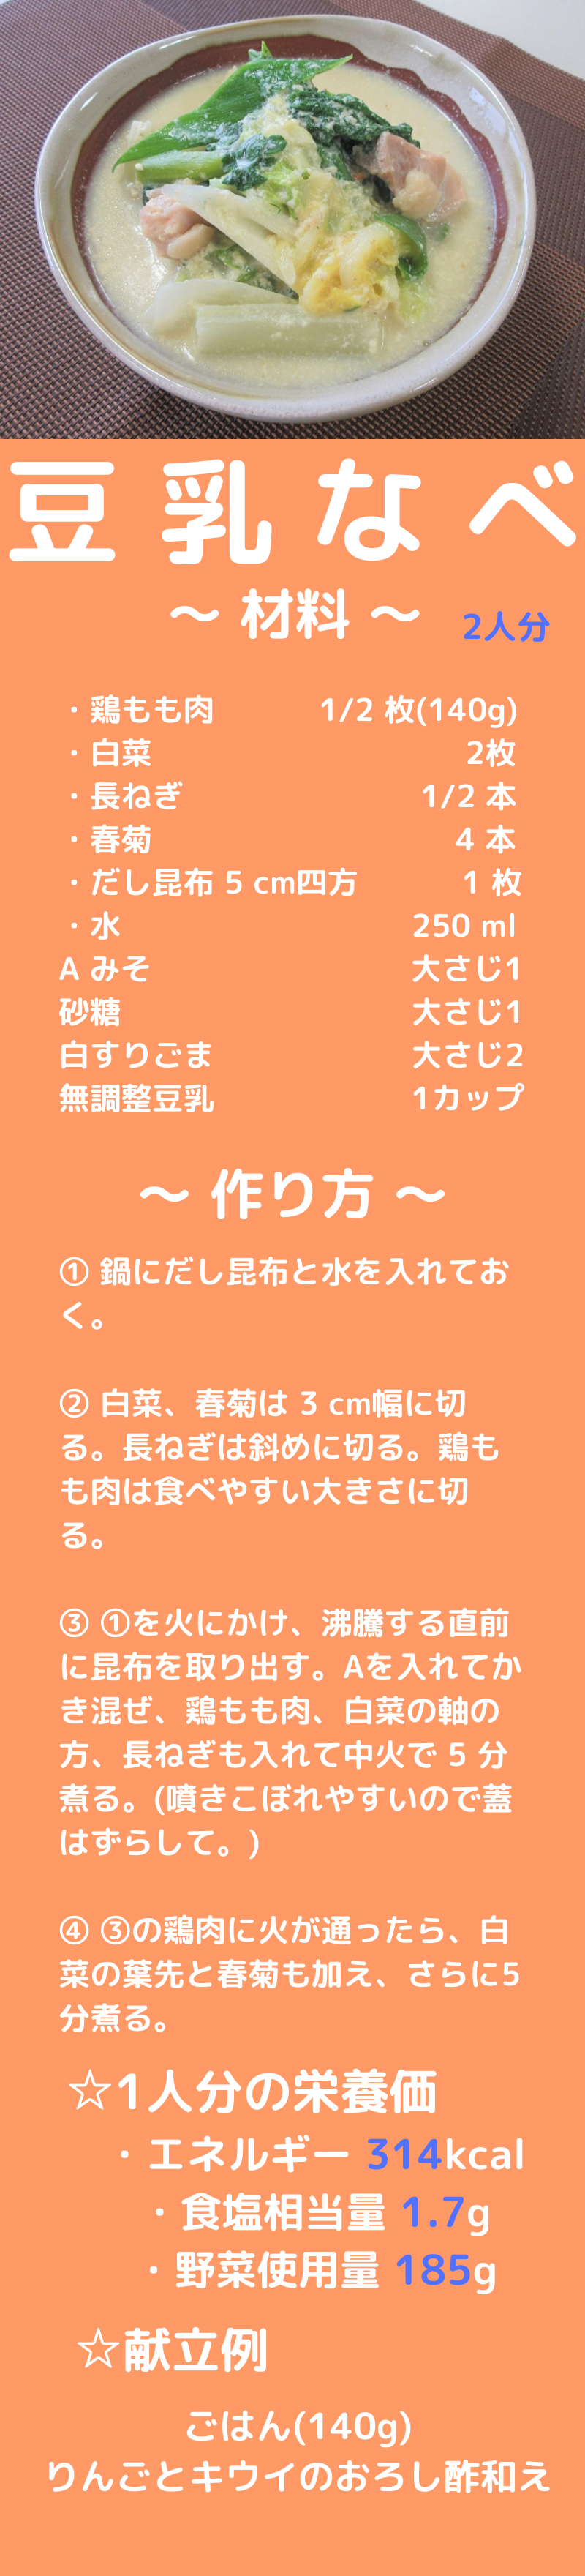 豆乳なべ
～ 材料 ～ 2人分
・鶏もも肉 1/2 枚(140g)
・白菜 2枚
・長ねぎ 1/2 本
・春菊 4 本
・だし昆布 5 cm四方 1 枚
・水 250 ml
A みそ 大さじ1
砂糖 大さじ1
白すりごま 大さじ2
無調整豆乳 1カップ
～ 作り方 ～
① 鍋にだし昆布と水を入れてお
く。
② 白菜、春菊は 3 cm幅に切
る。長ねぎは斜めに切る。鶏も
も肉は食べやすい大きさに切
る。
③ ①を火にかけ、沸騰する直前
に昆布を取り出す。Aを入れてか
き混ぜ、鶏もも肉、白菜の軸の
方、長ねぎも入れて中火で 5 分
煮る。(噴きこぼれやすいので蓋
はずらして。)
④ ③の鶏肉に火が通ったら、白
菜の葉先と春菊も加え、さらに5
分煮る。
☆1人分の栄養価
・エネルギー 314kcal
・食塩相当量 1.7g
・野菜使用量 185g
☆献立例
ごはん(140g)
りんごとキウイのおろし酢和え